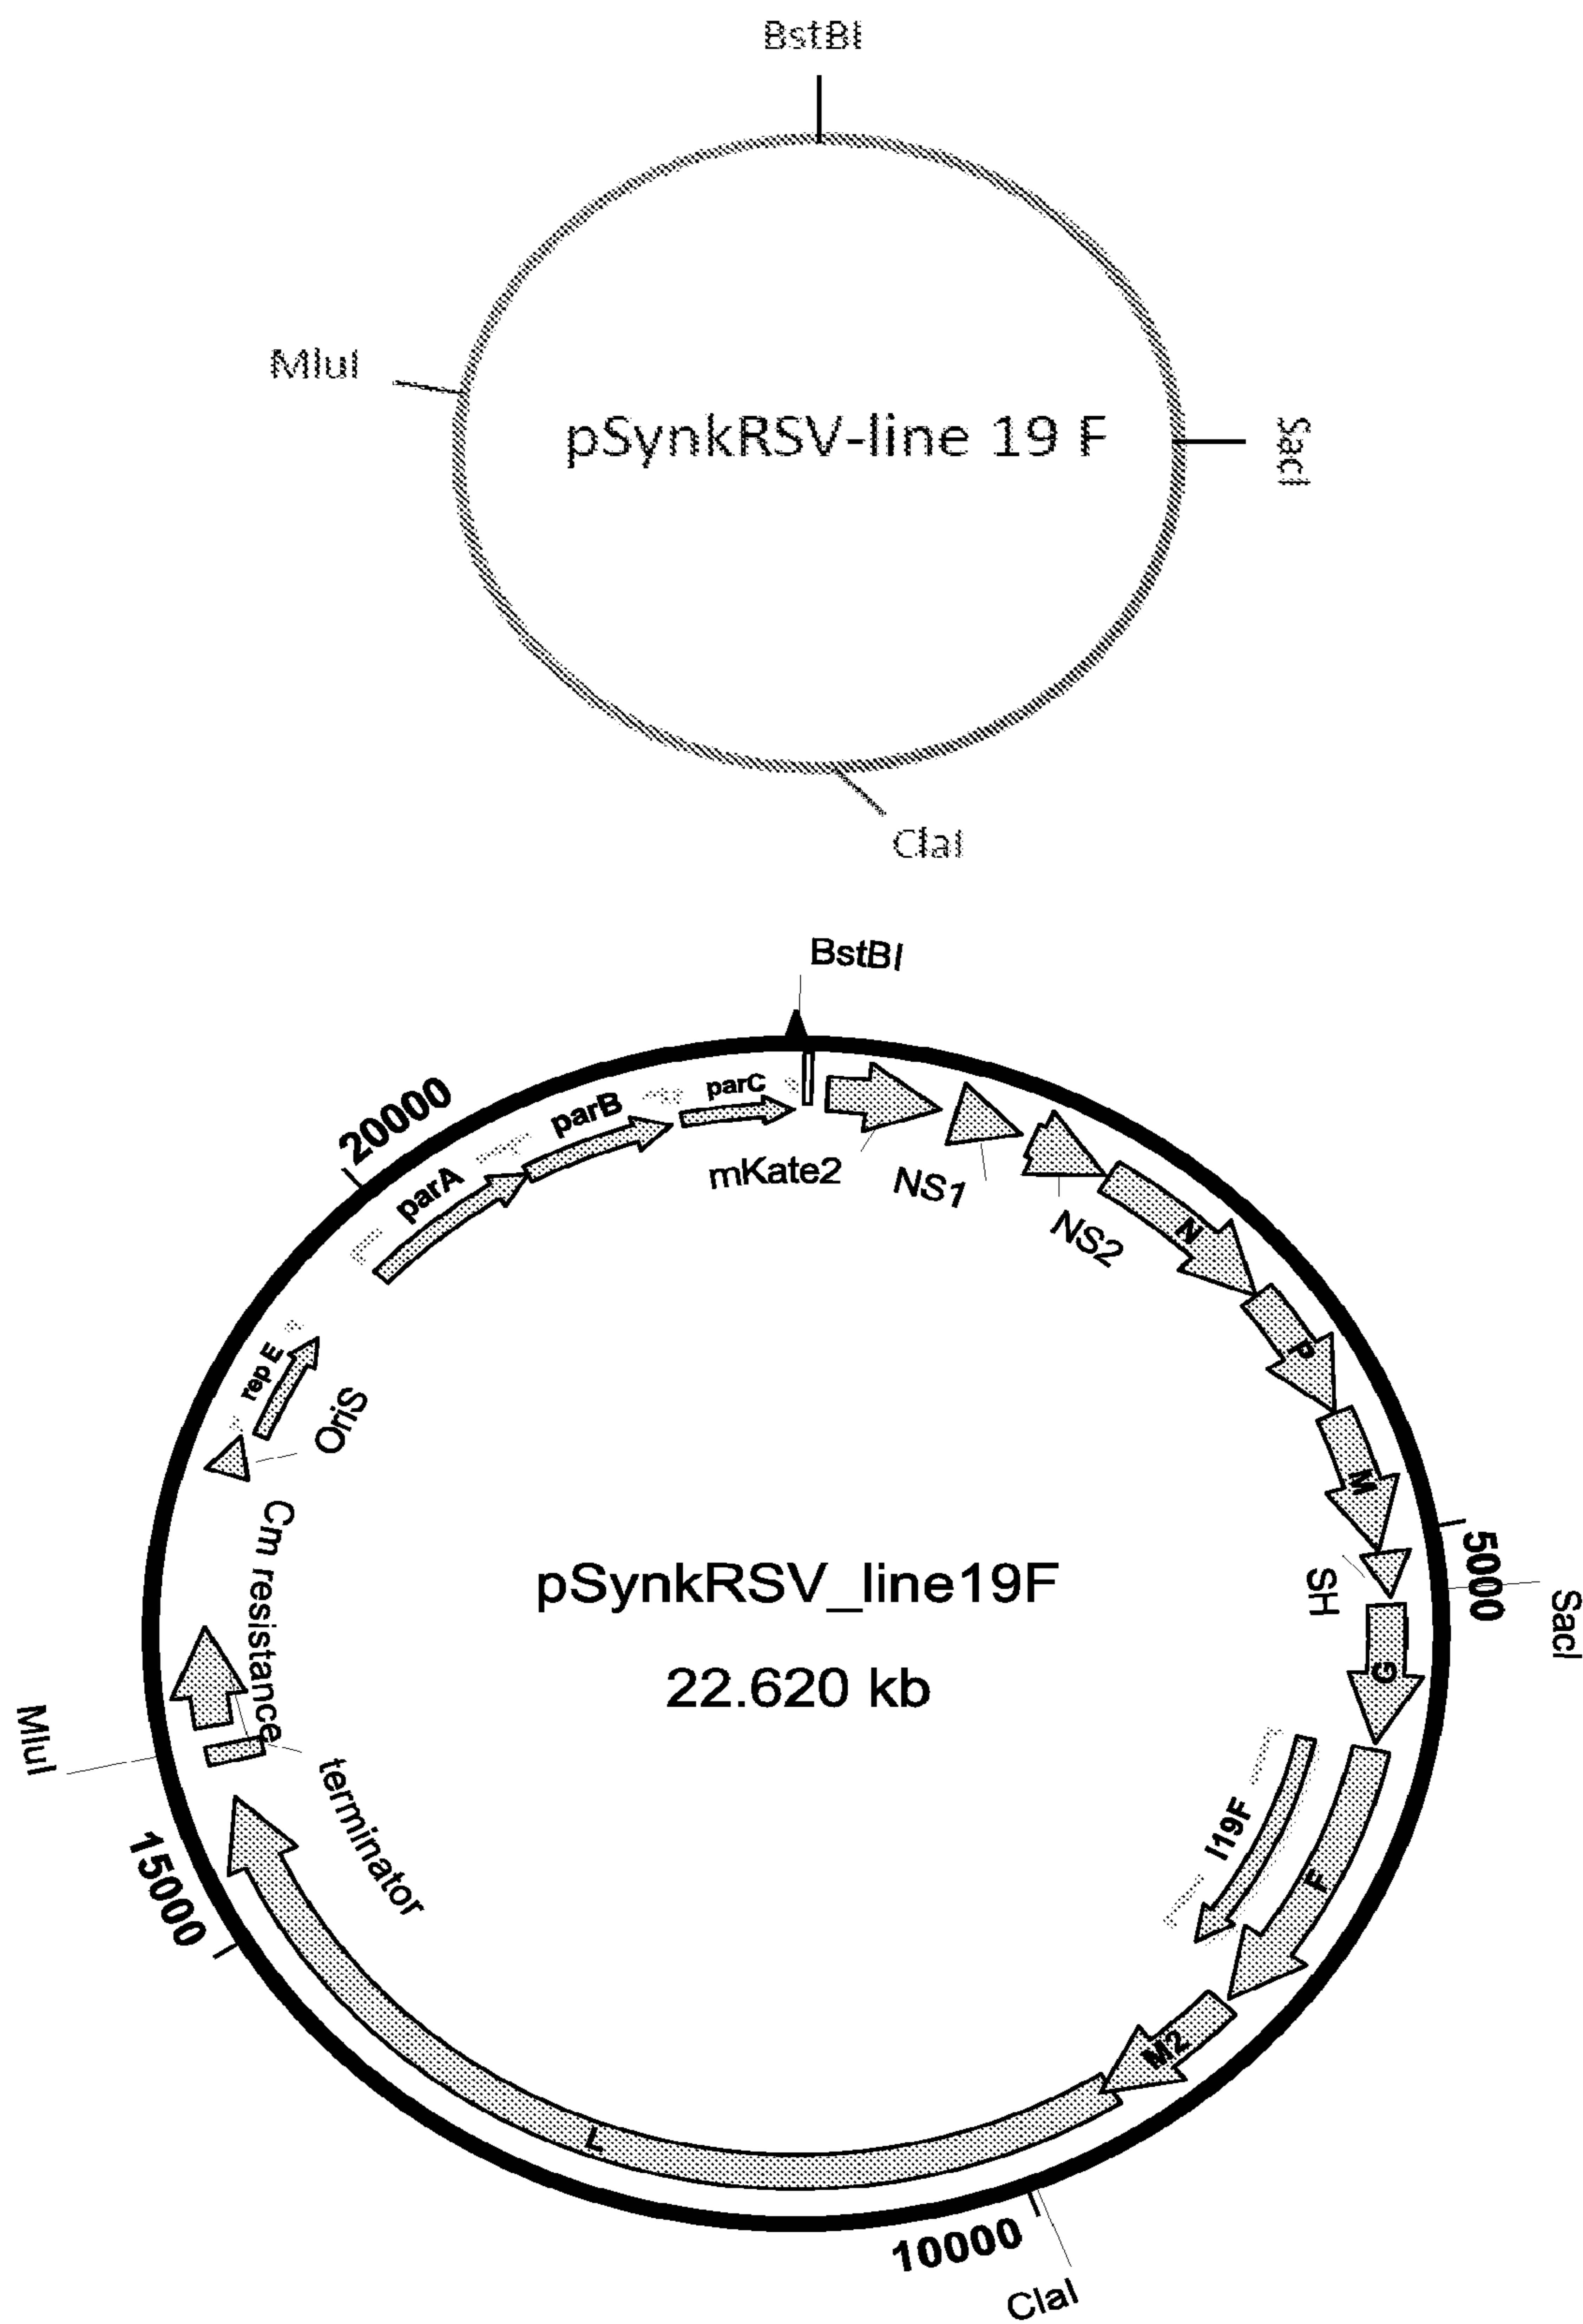 BstBI
MluI
pSynkRSV-line 19 F
SacI
ClaI
BstBI
20000
parA
parB
parC
mKate2
NS1
NS2
N
P
M
5000
SacI
SH
G
rep E
OriS
Cm resistance
pSynkRSV_line19F
22.620 kb
MluI
terminator
15000
l19F
F
M2
L
10000
ClaI